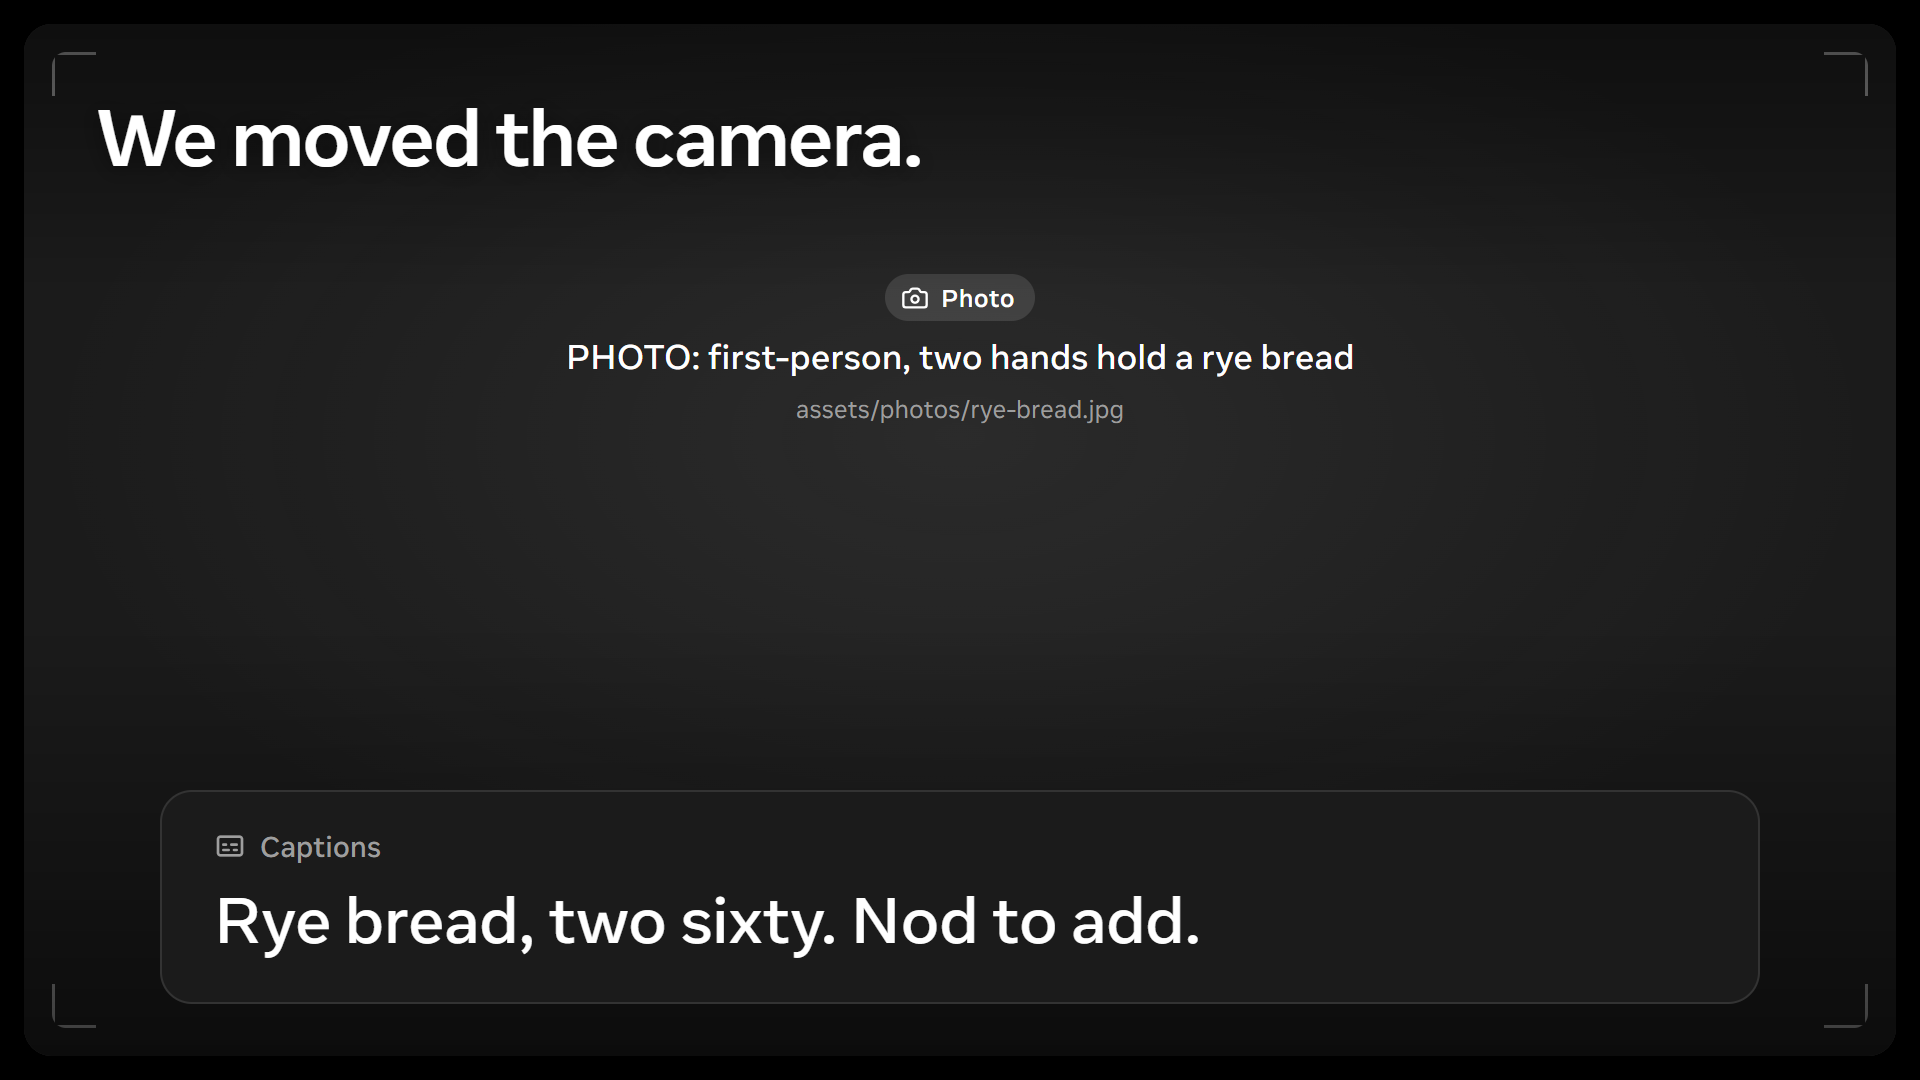 We moved the camera.
Photo
PHOTO: first-person, two hands hold a rye bread
assets/photos/rye-bread.jpg
Captions
Rye bread, two sixty. Nod to add.